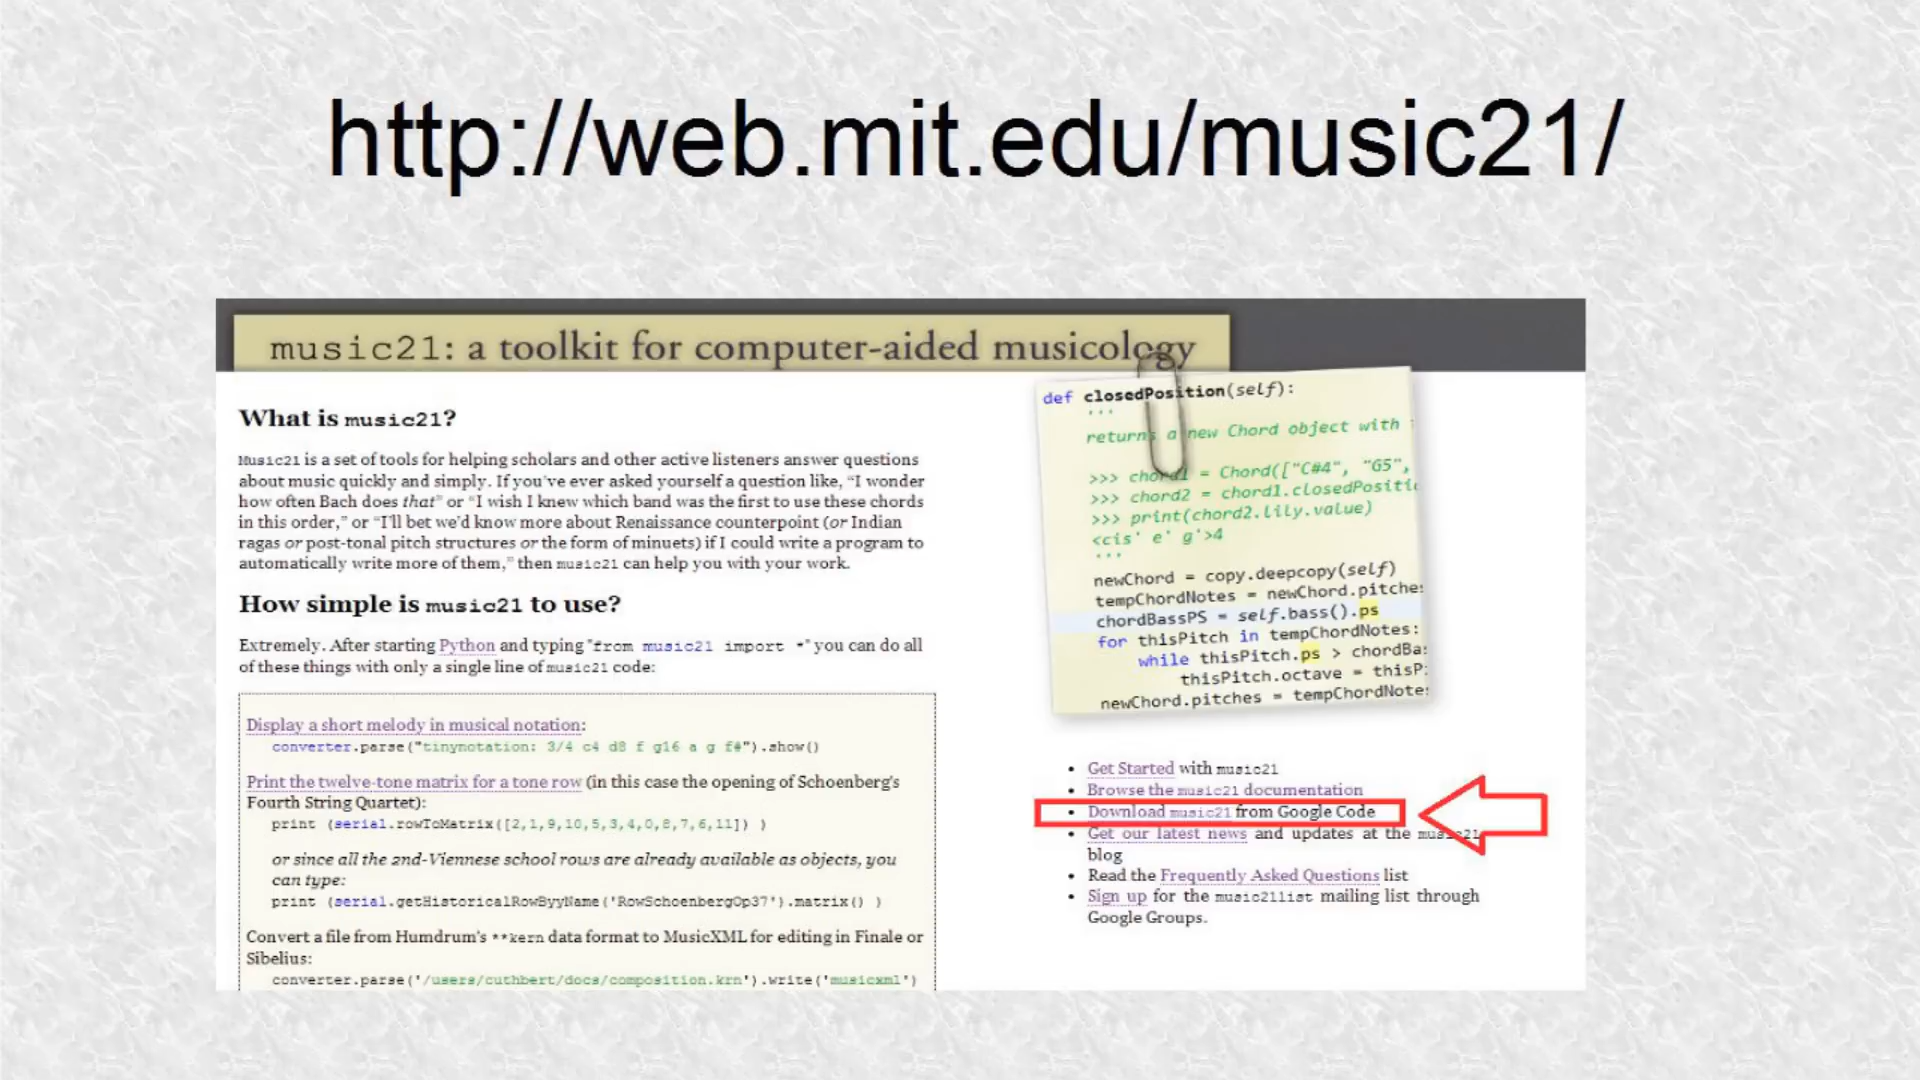 http://web.mit.edu/music21/
music21: a toolkit for computer-aided musicology
What is music21?
Music21 is a set of tools for helping scholars and other active listeners answer questions
about music quickly and simply. If you've ever asked yourself a question like, “I wonder
how often Bach does that” or “I wish I knew which band was the first to use these chords
in this order,” or “I'll bet we'd know more about Renaissance counterpoint (or Indian
ragas or post-tonal pitch structures or the form of minuets) if I could write a program to
automatically write more of them,” then music21 can help you with your work.
How simple is music21 to use?
Extremely. After starting Python and typing "from music21 import *" you can do all
of these things with only a single line of music21 code:
Display a short melody in musical notation:
converter.parse("tinynotation: 3/4 c4 d8 f g16 a g f#").show()
Print the twelve-tone matrix for a tone row (in this case the opening of Schoenberg's
Fourth String Quartet):
print (serial.rowToMatrix([2,1,9,10,5,3,4,0,8,7,6,11]) )
or since all the 2nd-Viennese school rows are already available as objects, you
can type:
print (serial.getHistoricalRowByyName('RowSchoenbergOp37').matrix() )
Convert a file from Humdrum's **kern data format to MusicXML for editing in Finale or
Sibelius:
converter.parse('/users/cuthbert/docs/composition.krn').write('musicxml')
def closedPosition(self):
'''
returns a new Chord object with
>>> chord1 = Chord(["C#4", "G5",
>>> chord2 = chord1.closedPositi
>>> print(chord2.lily.value)
<cis' e' g'>4
'''
newChord = copy.deepcopy(self)
tempChordNotes = newChord.pitche
chordBassPS = self.bass().ps
for thisPitch in tempChordNotes:
while thisPitch.ps > chordBa
thisPitch.octave = thisP
newChord.pitches = tempChordNote
• Get Started with music21
• Browse the music21 documentation
• Download music21 from Google Code
• Get our latest news and updates at the music21
blog
• Read the Frequently Asked Questions list
• Sign up for the music21list mailing list through
Google Groups.